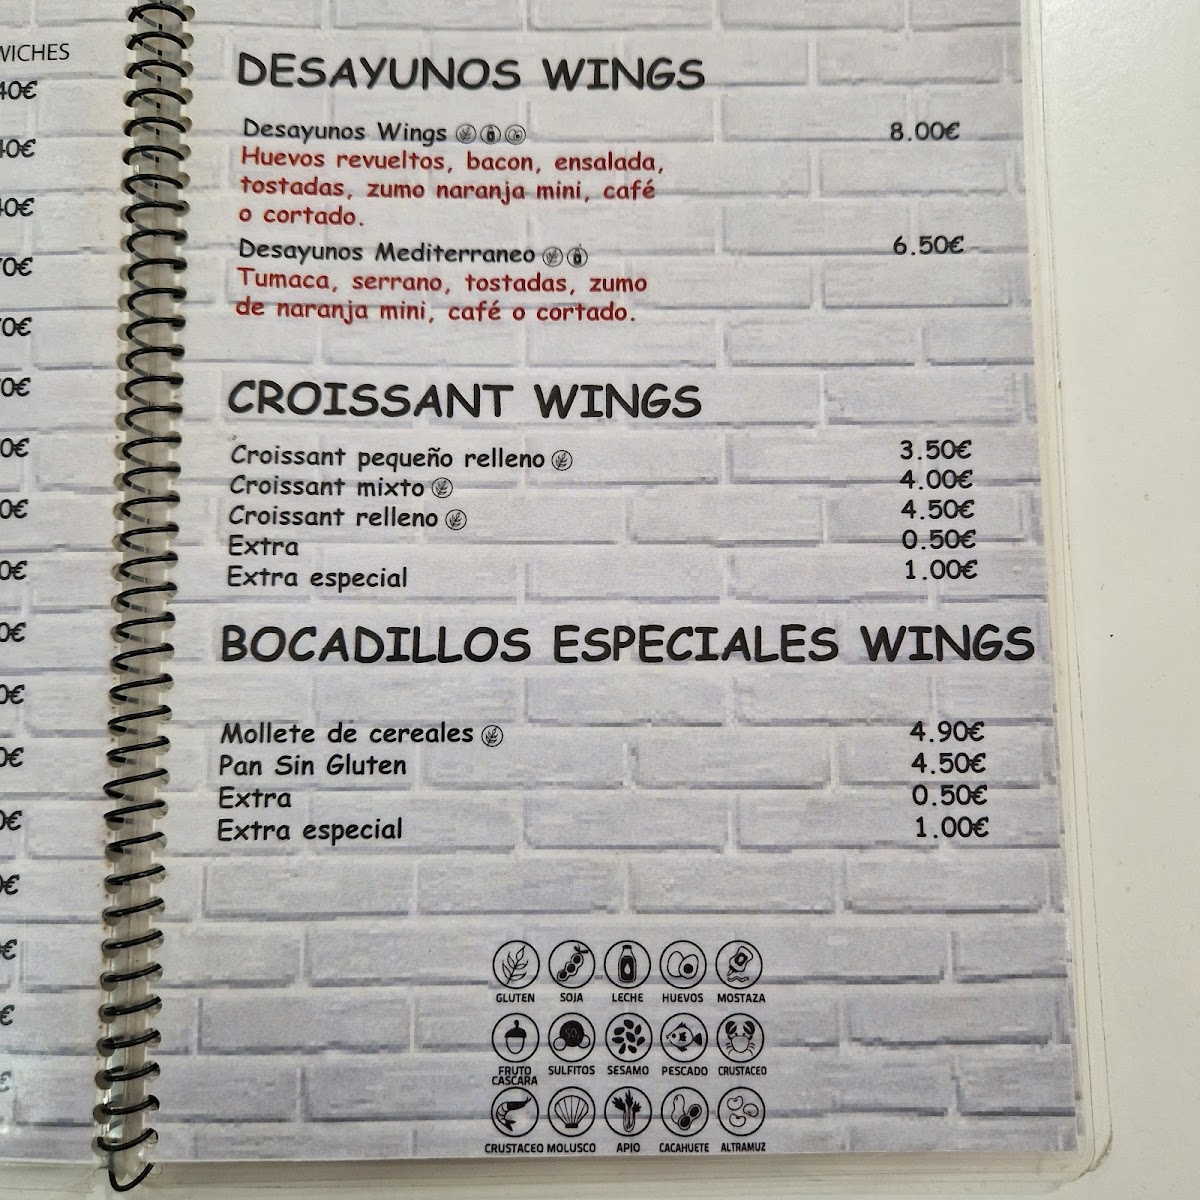 WICHES
DESAYUNOS WINGS
Desayunos Wings 8.00€
Huevos revueltos, bacon, ensalada,
tostadas, zumo naranja mini, café
o cortado.
Desayunos Mediterraneo 6.50€
Tumaca, serrano, tostadas, zumo
de naranja mini, café o cortado.
CROISSANT WINGS
Croissant pequeño relleno 3.50€
Croissant mixto 4.00€
Croissant relleno 4.50€
Extra 0.50€
Extra especial 1.00€
BOCADILLOS ESPECIALES WINGS
Mollete de cereales 4.90€
Pan Sin Gluten 4.50€
Extra 0.50€
Extra especial 1.00€
GLUTEN SOJA LECHE HUEVOS MOSTAZA
FRUTO CASCARA SULFITOS SESAMO PESCADO CRUSTACEO
CRUSTACEO MOLUSCO APIO CACAHUETE ALTRAMUZ